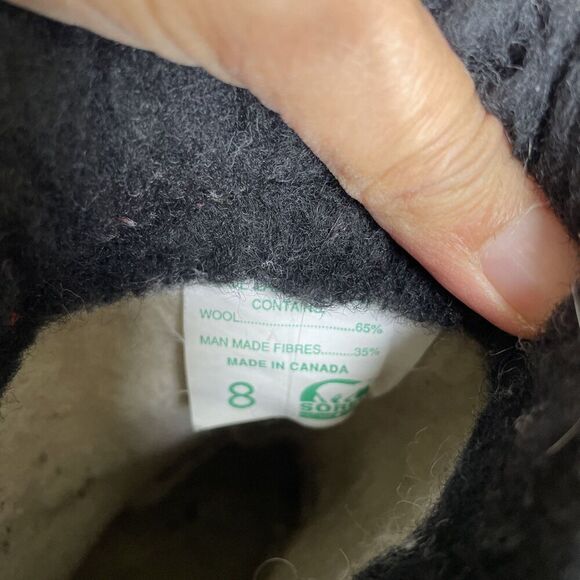 CONTAINS
WOOL......................65%
MAN MADE FIBRES.........35%
MADE IN CANADA
8